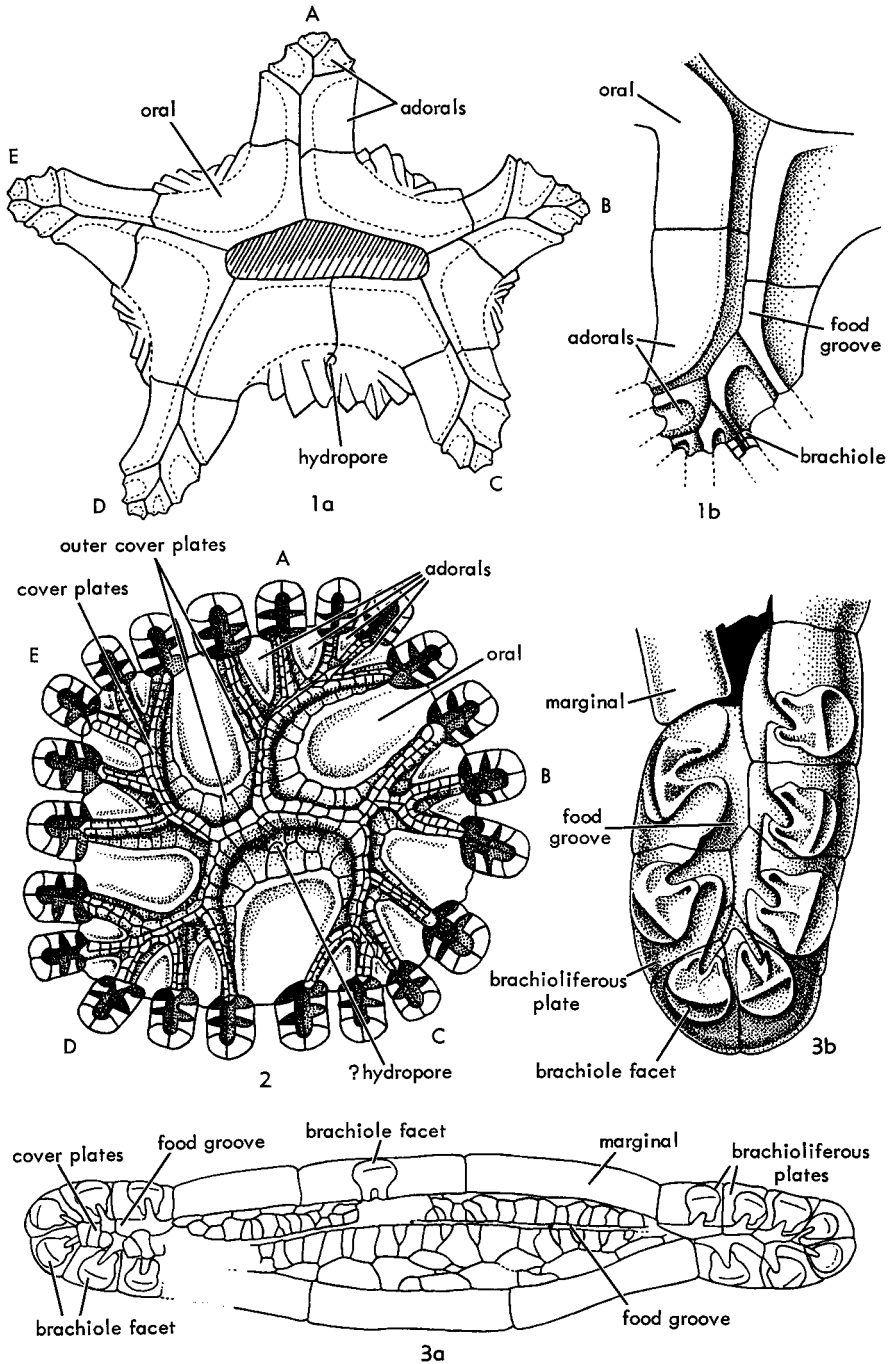 A
oral
adorals
E
B
hydropore
D
C
1a
oral
adorals
food
groove
brachiole
1b
outer cover plates
A
cover plates
adorals
E
oral
B
D
C
2
?hydropore
marginal
food
groove
brachioliferous
plate
brachiole facet
3b
brachiole facet
cover plates
food groove
marginal
brachioliferous
plates
brachiole facet
food groove
3a